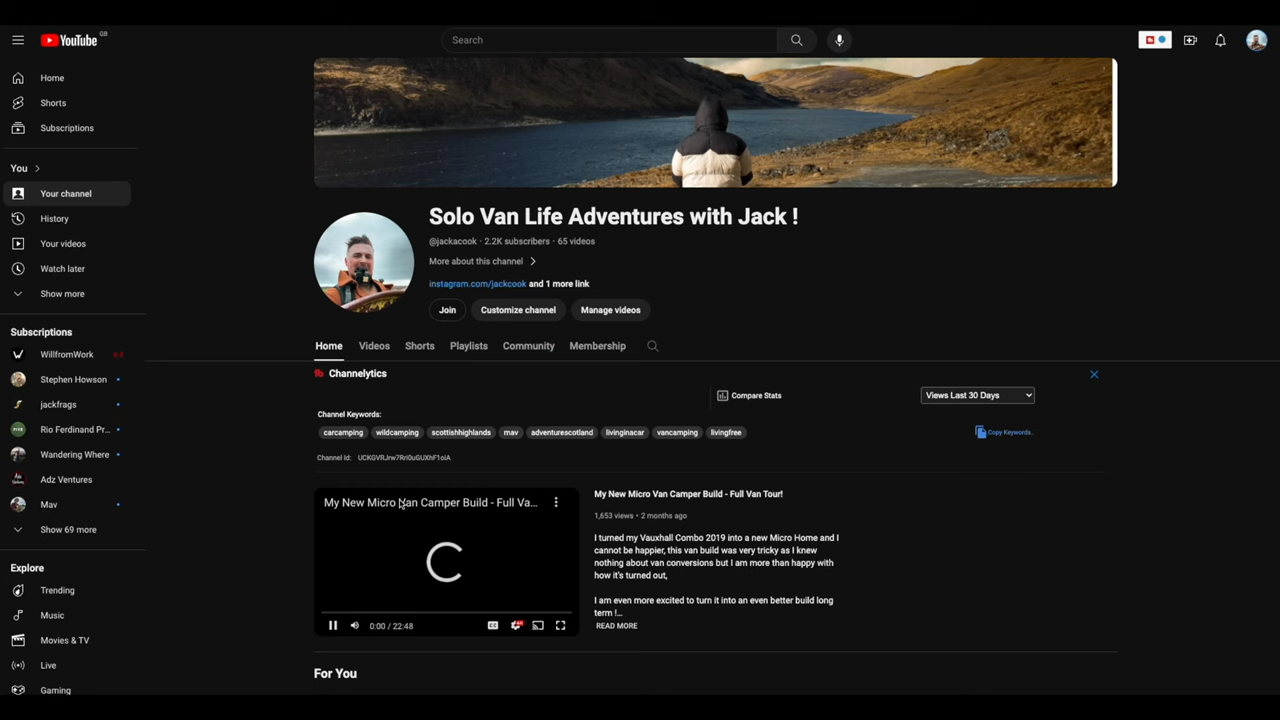 YouTube GB
Search
Home
Shorts
Subscriptions
You
Your channel
History
Your videos
Watch later
Show more
Subscriptions
WillfromWork
Stephen Howson
jackfrags
Rio Ferdinand Pr...
Wandering Where
Adz Ventures
Mav
Show 69 more
Explore
Trending
Music
Movies & TV
Live
Gaming
Solo Van Life Adventures with Jack !
@jackacook · 2.2K subscribers · 65 videos
More about this channel
instagram.com/jackcook and 1 more link
Join Customize channel Manage videos
Home Videos Shorts Playlists Community Membership
Channelytics
Compare Stats Views Last 30 Days
Channel Keywords:
carcamping wildcamping scottishhighlands mav adventurescotland livinginacar vancamping livingfree Copy Keywords..
Channel Id:
My New Micro Van Camper Build - Full Va...
0:00 / 22:48
My New Micro Van Camper Build - Full Van Tour!
1,653 views · 2 months ago
I turned my Vauxhall Combo 2019 into a new Micro Home and I
cannot be happier, this van build was very tricky as I knew
nothing about van conversions but I am more than happy with
how it's turned out,
I am even more excited to turn it into an even better build long
term !...
READ MORE
For You